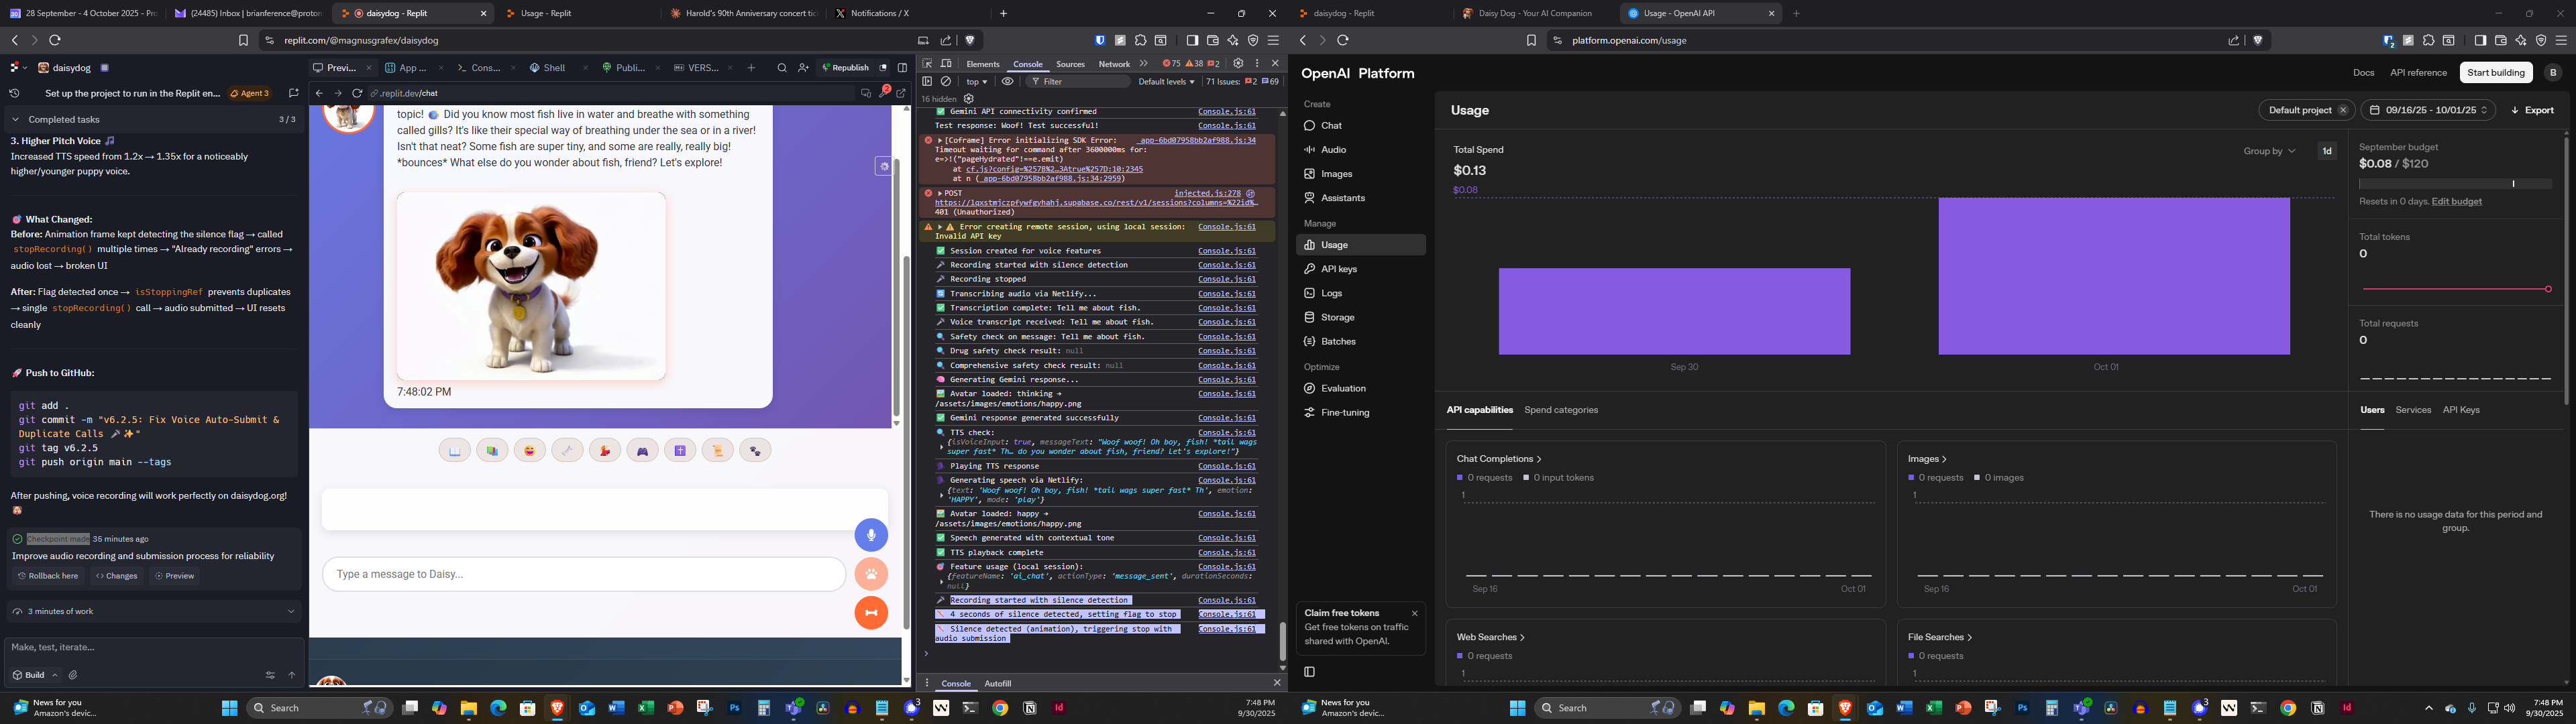 28 September - 4 October 2025 - Pro
(24485) Inbox | brianference@proton
daisydog - Replit
Usage - Replit
Harold's 90th Anniversary concert tic
Notifications / X
daisydog - Replit
Daisy Dog - Your AI Companion
Usage - OpenAI API
replit.com/@magnusgrafex/daisydog
platform.openai.com/usage
daisydog
Previ...
App ...
Cons...
Shell
Publi...
VERS...
Republish
Set up the project to run in the Replit en...
Agent 3
.replit.dev/chat
2
Completed tasks
3 / 3
3. Higher Pitch Voice 🎵
Increased TTS speed from 1.2x → 1.35x for a noticeably
higher/younger puppy voice.
🎯 What Changed:
Before: Animation frame kept detecting the silence flag → called
stopRecording() multiple times → "Already recording" errors →
audio lost → broken UI
After: Flag detected once → isStoppingRef prevents duplicates
→ single stopRecording() call → audio submitted → UI resets
cleanly
🚀 Push to GitHub:
git add .
git commit -m "v6.2.5: Fix Voice Auto-Submit &
Duplicate Calls 🎤✨"
git tag v6.2.5
git push origin main --tags
After pushing, voice recording will work perfectly on daisydog.org!
Checkpoint made 35 minutes ago
Improve audio recording and submission process for reliability
Rollback here
Changes
Preview
3 minutes of work
Make, test, iterate...
Build
topic! Did you know most fish live in water and breathe with something
called gills? It's like their special way of breathing under the sea or in a river!
Isn't that neat? Some fish are super tiny, and some are really, really big!
*bounces* What else do you wonder about fish, friend? Let's explore!
7:48:02 PM
Type a message to Daisy...
Elements
Console
Sources
Network
75
38
2
top
Filter
Default levels
71 Issues:
2
69
16 hidden
Gemini API connectivity confirmed Console.js:61
Test response: Woof! Test successful!
[Coframe] Error initializing SDK Error: _app-6bd07958bb2af988.js:34
Timeout waiting for command after 3600000ms for:
e=>!("pageHydrated"!==e.emit)
at cf.js?config=%257B%2...3Atrue%257D:10:2345
at n (_app-6bd07958bb2af988.js:34:2959)
POST injected.js:278
https://lqxstmjczpfywfgyhahj.supabase.co/rest/v1/sessions?columns=%22id%...
401 (Unauthorized)
Error creating remote session, using local session: Console.js:61
Invalid API key
Session created for voice features Console.js:61
Recording started with silence detection Console.js:61
Recording stopped Console.js:61
Transcribing audio via Netlify... Console.js:61
Transcription complete: Tell me about fish. Console.js:61
Voice transcript received: Tell me about fish. Console.js:61
Safety check on message: Tell me about fish. Console.js:61
Drug safety check result: null Console.js:61
Comprehensive safety check result: null Console.js:61
Generating Gemini response... Console.js:61
Avatar loaded: thinking → Console.js:61
/assets/images/emotions/happy.png
Gemini response generated successfully Console.js:61
TTS check: Console.js:61
{isVoiceInput: true, messageText: "Woof woof! Oh boy, fish! *tail wags
super fast* Th… do you wonder about fish, friend? Let's explore!"}
Playing TTS response Console.js:61
Generating speech via Netlify: Console.js:61
{text: 'Woof woof! Oh boy, fish! *tail wags super fast* Th', emotion:
'HAPPY', mode: 'play'}
Avatar loaded: happy → Console.js:61
/assets/images/emotions/happy.png
Speech generated with contextual tone Console.js:61
TTS playback complete Console.js:61
Feature usage (local session): Console.js:61
{featureName: 'ai_chat', actionType: 'message_sent', durationSeconds:
null}
Recording started with silence detection Console.js:61
4 seconds of silence detected, setting flag to stop Console.js:61
Silence detected (animation), triggering stop with Console.js:61
audio submission
Console
Autofill
OpenAI Platform
Docs
API reference
Start building
B
Create
Chat
Audio
Images
Assistants
Manage
Usage
API keys
Logs
Storage
Batches
Optimize
Evaluation
Fine-tuning
Claim free tokens
Get free tokens on traffic
shared with OpenAI.
Usage
Default project
09/16/25 - 10/01/25
Export
Total Spend
$0.13
Group by
1d
$0.08
Sep 30
Oct 01
September budget
$0.08 / $120
Resets in 0 days. Edit budget
Total tokens
0
Total requests
0
API capabilities
Spend categories
Users
Services
API Keys
Chat Completions
0 requests
0 input tokens
1
Sep 16
Oct 01
Images
0 requests
0 images
1
Sep 16
Oct 01
Web Searches
0 requests
1
File Searches
0 requests
1
There is no usage data for this period and
group.
News for you
Amazon's devic...
Search
3
7:48 PM
9/30/2025
News for you
Amazon's devic...
Search
3
7:48 PM
9/30/2025